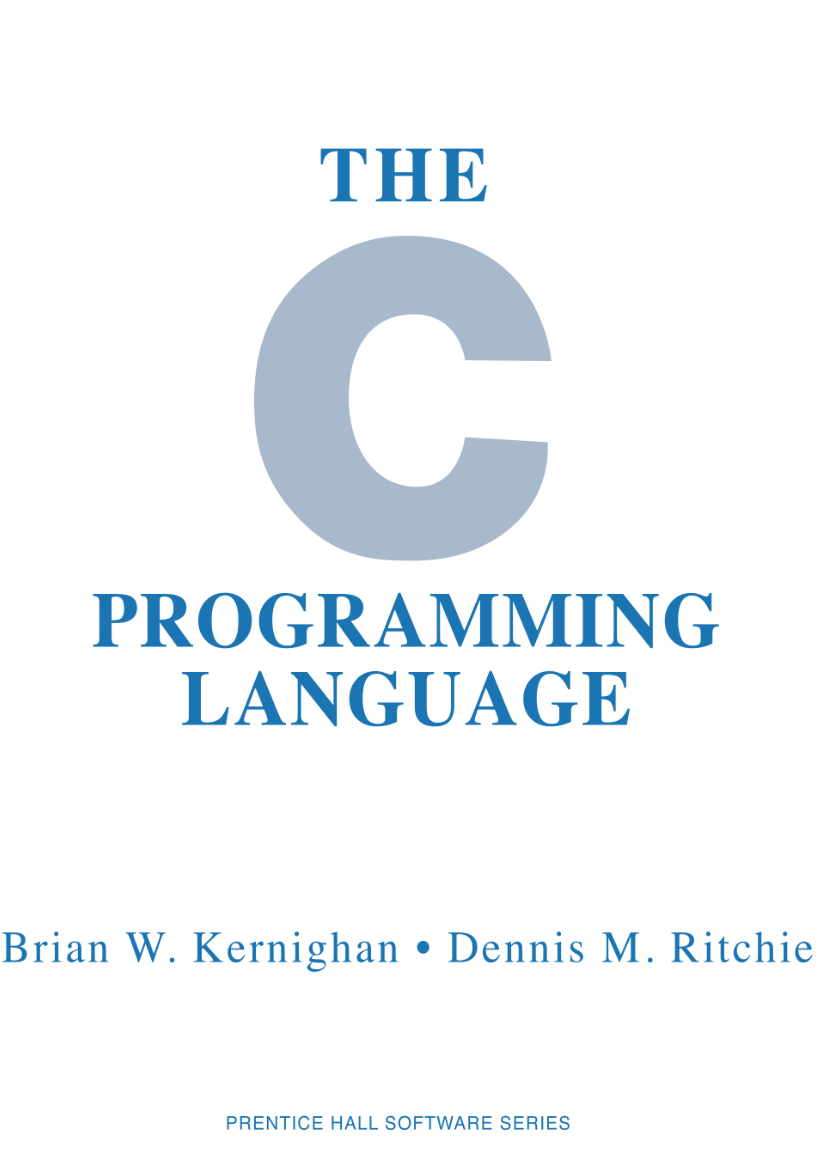 THE
C
PROGRAMMING
LANGUAGE
Brian W. Kernighan • Dennis M. Ritchie
PRENTICE HALL SOFTWARE SERIES